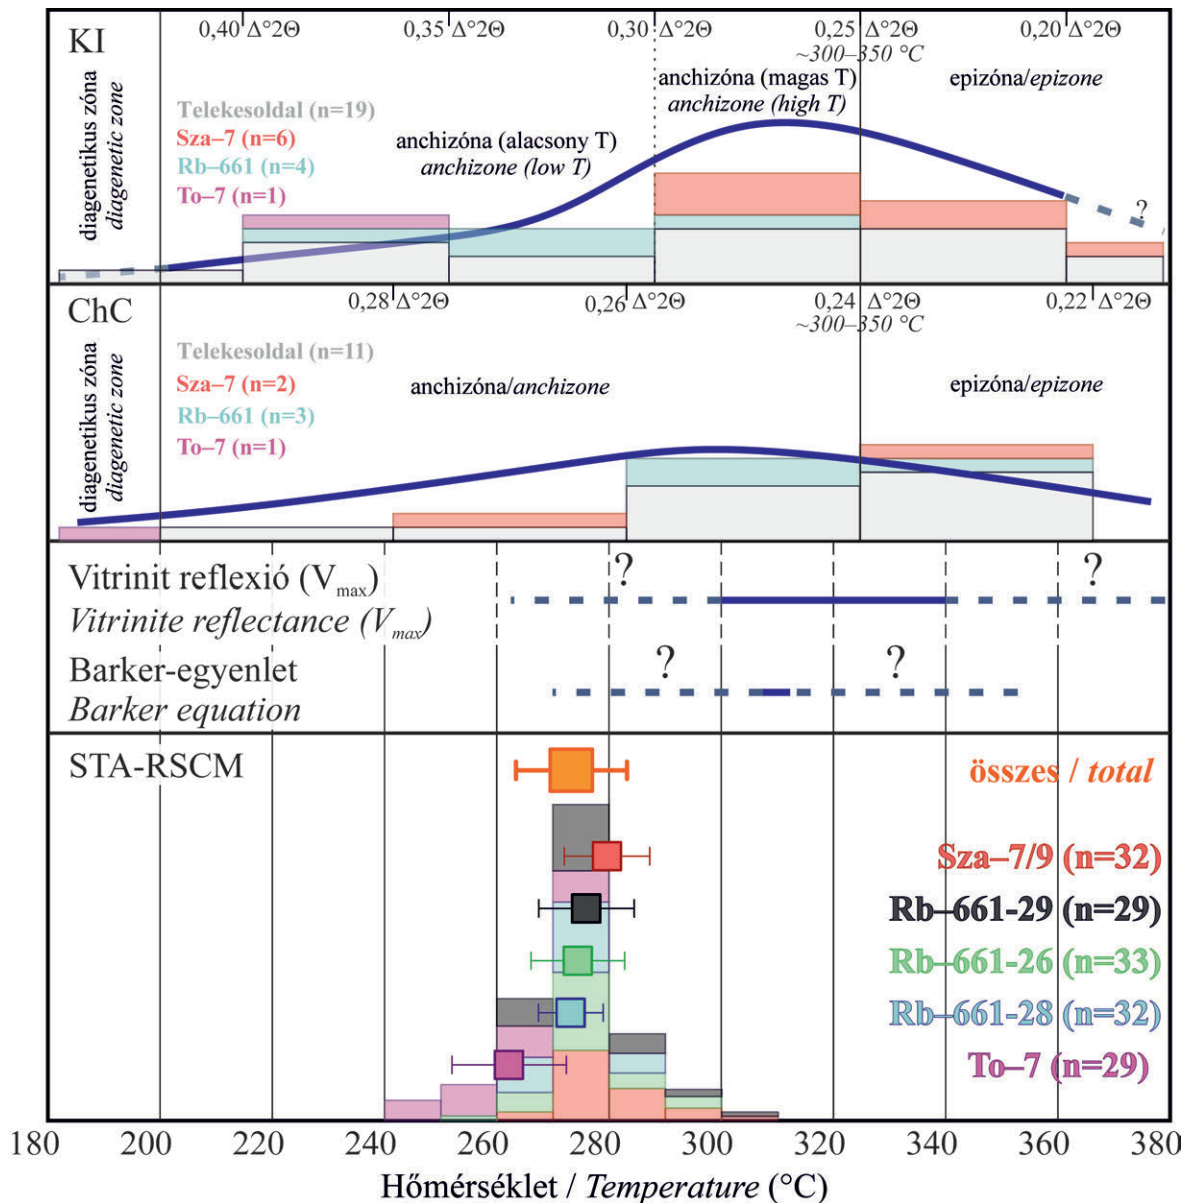 KI
0,40 Δ°2Θ
0,35 Δ°2Θ
0,30 Δ°2Θ
0,25 Δ°2Θ
~300–350 °C
0,20 Δ°2Θ
diagenetikus zóna
diagenetic zone
Telekesoldal (n=19)
Sza–7 (n=6)
Rb–661 (n=4)
To–7 (n=1)
anchizóna (alacsony T)
anchizone (low T)
anchizóna (magas T)
anchizone (high T)
epizóna/epizone
?
ChC
0,28 Δ°2Θ
0,26 Δ°2Θ
0,24 Δ°2Θ
~300–350 °C
0,22 Δ°2Θ
diagenetikus zóna
diagenetic zone
Telekesoldal (n=11)
Sza–7 (n=2)
Rb–661 (n=3)
To–7 (n=1)
anchizóna/anchizone
epizóna/epizone
Vitrinit reflexió (Vmax)
Vitrinite reflectance (Vmax)
? ?
Barker-egyenlet
Barker equation
? ?
STA-RSCM
összes / total
Sza–7/9 (n=32)
Rb–661-29 (n=29)
Rb–661-26 (n=33)
Rb–661-28 (n=32)
To–7 (n=29)
180 200 220 240 260 280 300 320 340 360 380
Hőmérséklet / Temperature (°C)